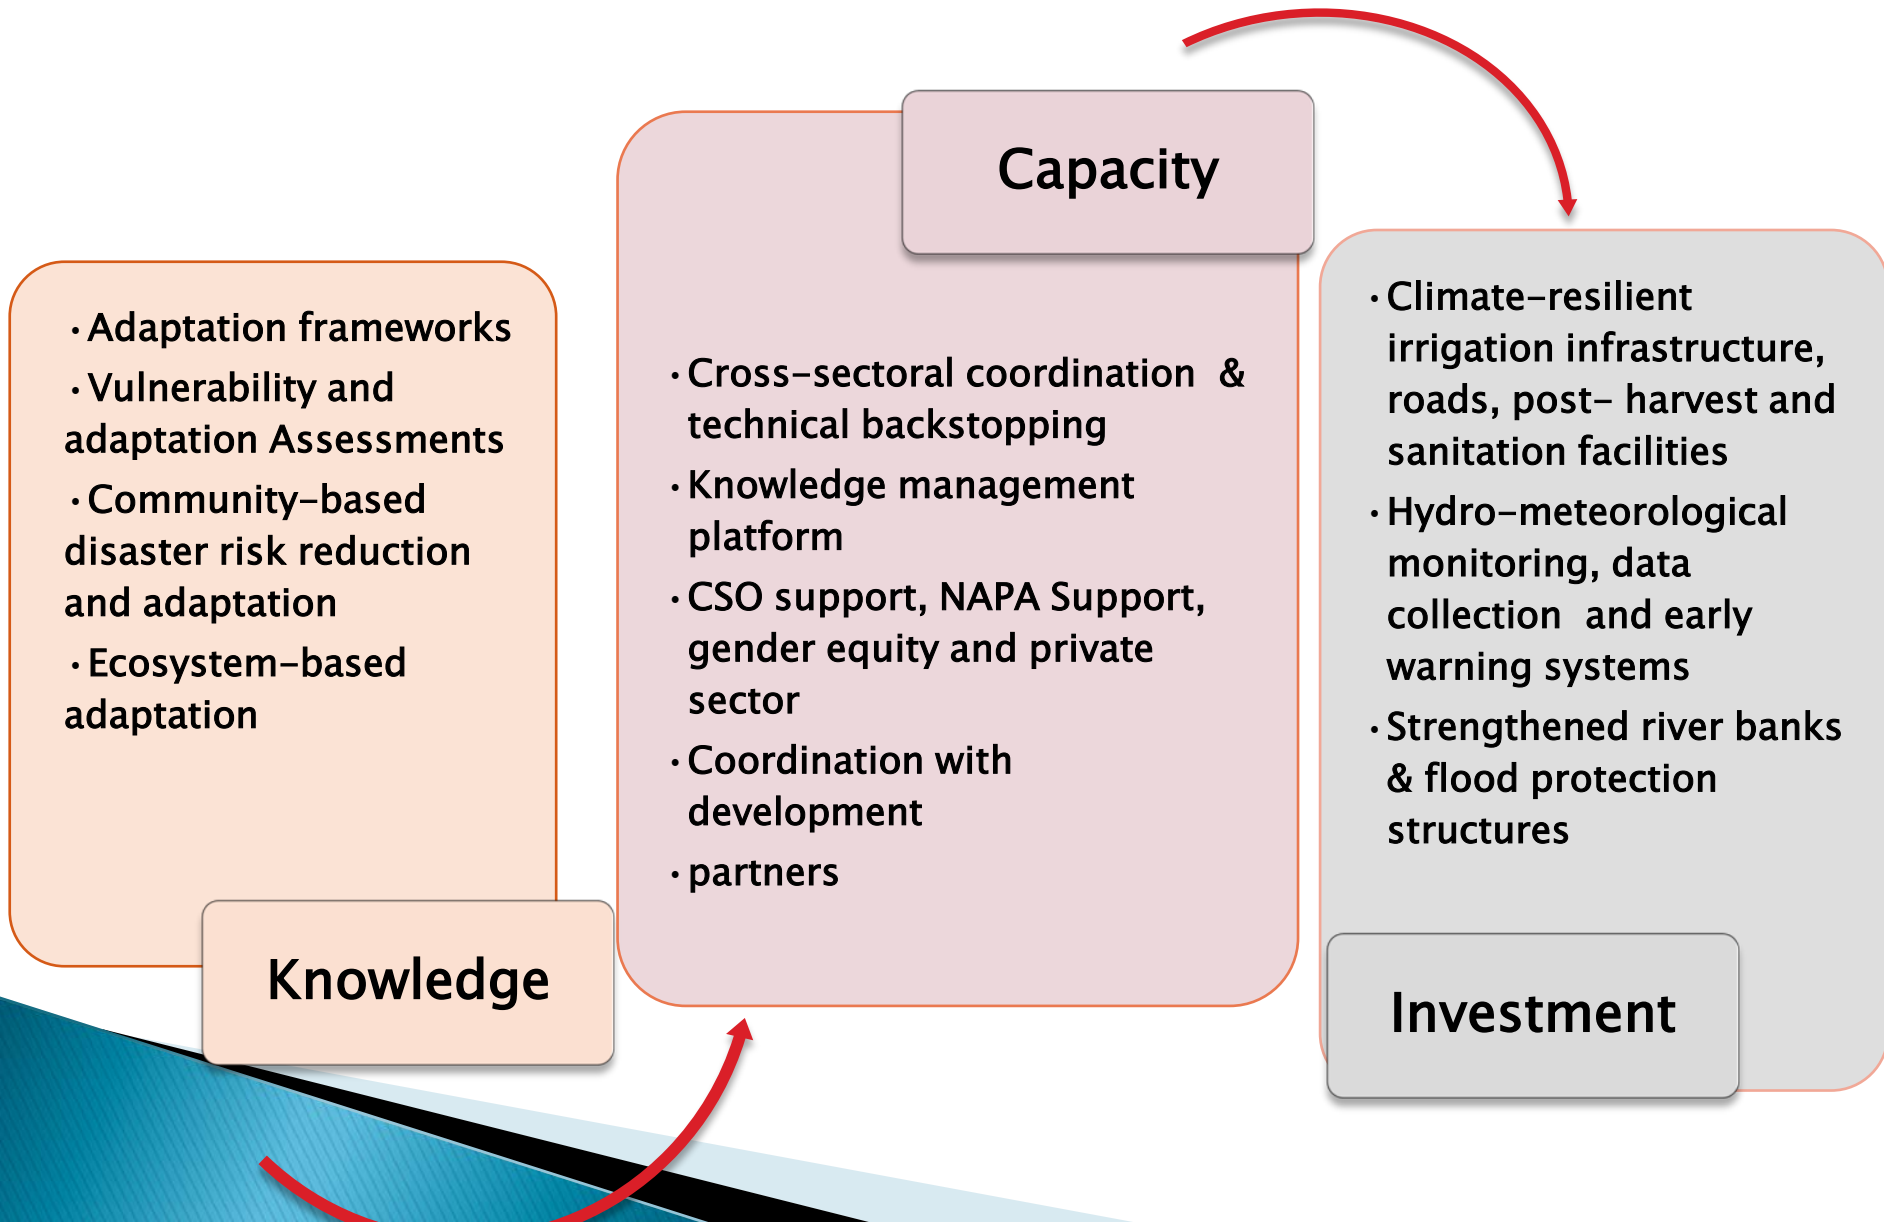 · Adaptation frameworks
· Vulnerability and
adaptation Assessments
· Community-based
disaster risk reduction
and adaptation
· Ecosystem-based
adaptation
Knowledge
Capacity
· Cross-sectoral coordination  &
technical backstopping
· Knowledge management
platform
· CSO support, NAPA Support,
gender equity and private
sector
· Coordination with
development
· partners
· Climate-resilient
irrigation infrastructure,
roads, post- harvest and
sanitation facilities
· Hydro-meteorological
monitoring, data
collection  and early
warning systems
· Strengthened river banks
& flood protection
structures
Investment